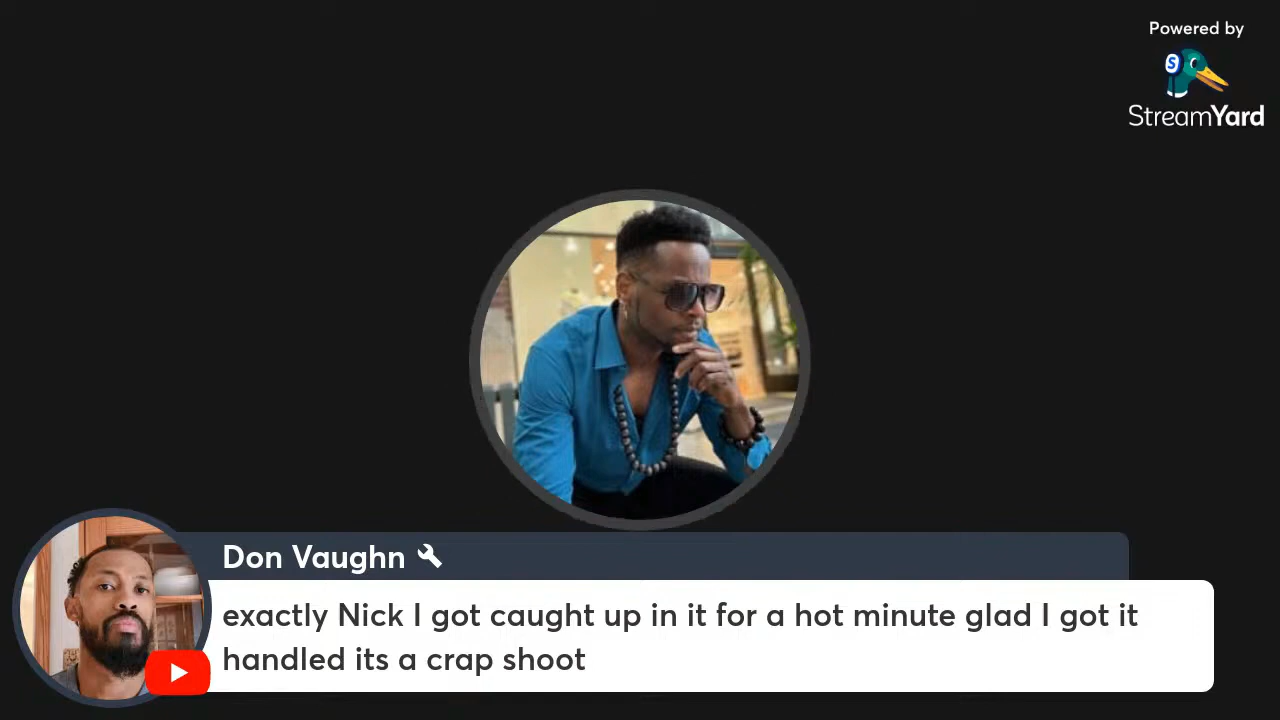 Powered by
S
StreamYard
Don Vaughn
exactly Nick I got caught up in it for a hot minute glad I got it
handled its a crap shoot